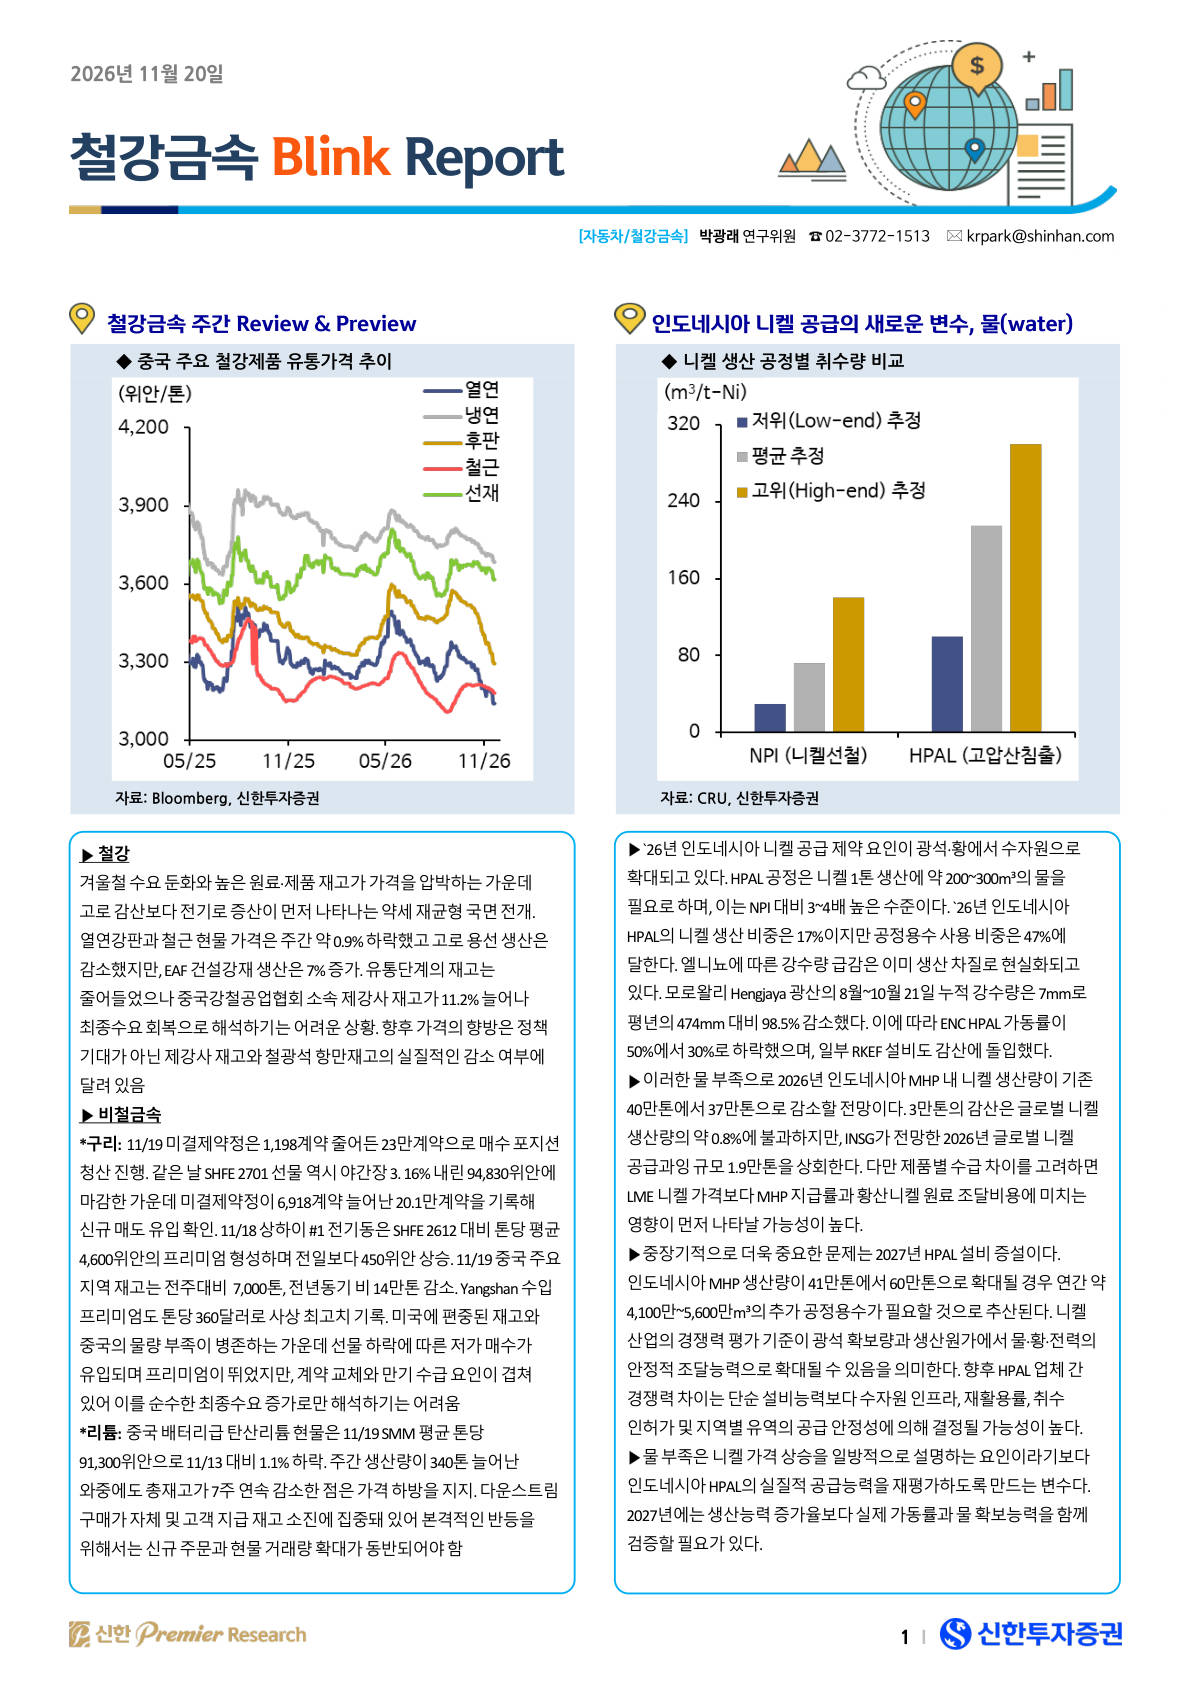 2026년 11월 20일
철강금속 Blink Report
[자동차/철강금속] 박광래 연구위원 ☎ 02-3772-1513 ✉ krpark@shinhan.com
철강금속 주간 Review & Preview
◆ 중국 주요 철강제품 유통가격 추이
(위안/톤)
열연
냉연
후판
철근
선재
4,200
3,900
3,600
3,300
3,000
05/25 11/25 05/26 11/26
자료: Bloomberg, 신한투자증권
▶ 철강
겨울철 수요 둔화와 높은 원료·제품 재고가 가격을 압박하는 가운데
고로 감산보다 전기로 증산이 먼저 나타나는 약세 재균형 국면 전개.
열연강판과 철근 현물 가격은 주간 약 0.9% 하락했고 고로 용선 생산은
감소했지만, EAF 건설강재 생산은 7% 증가. 유통단계의 재고는
줄어들었으나 중국강철공업협회 소속 제강사 재고가 11.2% 늘어나
최종수요 회복으로 해석하기는 어려운 상황. 향후 가격의 향방은 정책
기대가 아닌 제강사 재고와 철광석 항만재고의 실질적인 감소 여부에
달려 있음
▶ 비철금속
*구리: 11/19 미결제약정은 1,198계약 줄어든 23만계약으로 매수 포지션
청산 진행. 같은 날 SHFE 2701 선물 역시 야간장 3. 16% 내린 94,830위안에
마감한 가운데 미결제약정이 6,918계약 늘어난 20.1만계약을 기록해
신규 매도 유입 확인. 11/18 상하이 #1 전기동은 SHFE 2612 대비 톤당 평균
4,600위안의 프리미엄 형성하며 전일보다 450위안 상승. 11/19 중국 주요
지역 재고는 전주대비 7,000톤, 전년동기 비 14만톤 감소. Yangshan 수입
프리미엄도 톤당 360달러로 사상 최고치 기록. 미국에 편중된 재고와
중국의 물량 부족이 병존하는 가운데 선물 하락에 따른 저가 매수가
유입되며 프리미엄이 뛰었지만, 계약 교체와 만기 수급 요인이 겹쳐
있어 이를 순수한 최종수요 증가로만 해석하기는 어려움
*리튬: 중국 배터리급 탄산리튬 현물은 11/19 SMM 평균 톤당
91,300위안으로 11/13 대비 1.1% 하락. 주간 생산량이 340톤 늘어난
와중에도 총재고가 7주 연속 감소한 점은 가격 하방을 지지. 다운스트림
구매가 자체 및 고객 지급 재고 소진에 집중돼 있어 본격적인 반등을
위해서는 신규 주문과 현물 거래량 확대가 동반되어야 함
인도네시아 니켈 공급의 새로운 변수, 물(water)
◆ 니켈 생산 공정별 취수량 비교
(m³/t-Ni)
저위(Low-end) 추정
평균 추정
고위(High-end) 추정
320
240
160
80
0
NPI (니켈선철) HPAL (고압산침출)
자료: CRU, 신한투자증권
▶`26년 인도네시아 니켈 공급 제약 요인이 광석·황에서 수자원으로
확대되고 있다. HPAL 공정은 니켈 1톤 생산에 약 200~300m³의 물을
필요로 하며, 이는 NPI 대비 3~4배 높은 수준이다. `26년 인도네시아
HPAL의 니켈 생산 비중은 17%이지만 공정용수 사용 비중은 47%에
달한다. 엘니뇨에 따른 강수량 급감은 이미 생산 차질로 현실화되고
있다. 모로왈리 Hengjaya 광산의 8월~10월 21일 누적 강수량은 7mm로
평년의 474mm 대비 98.5% 감소했다. 이에 따라 ENC HPAL 가동률이
50%에서 30%로 하락했으며, 일부 RKEF 설비도 감산에 돌입했다.
▶이러한 물 부족으로 2026년 인도네시아 MHP 내 니켈 생산량이 기존
40만톤에서 37만톤으로 감소할 전망이다. 3만톤의 감산은 글로벌 니켈
생산량의 약 0.8%에 불과하지만, INSG가 전망한 2026년 글로벌 니켈
공급과잉 규모 1.9만톤을 상회한다. 다만 제품별 수급 차이를 고려하면
LME 니켈 가격보다 MHP 지급률과 황산니켈 원료 조달비용에 미치는
영향이 먼저 나타날 가능성이 높다.
▶중장기적으로 더욱 중요한 문제는 2027년 HPAL 설비 증설이다.
인도네시아 MHP 생산량이 41만톤에서 60만톤으로 확대될 경우 연간 약
4,100만~5,600만m³의 추가 공정용수가 필요할 것으로 추산된다. 니켈
산업의 경쟁력 평가 기준이 광석 확보량과 생산원가에서 물·황·전력의
안정적 조달능력으로 확대될 수 있음을 의미한다. 향후 HPAL 업체 간
경쟁력 차이는 단순 설비능력보다 수자원 인프라, 재활용률, 취수
인허가 및 지역별 유역의 공급 안정성에 의해 결정될 가능성이 높다.
▶물 부족은 니켈 가격 상승을 일방적으로 설명하는 요인이라기보다
인도네시아 HPAL의 실질적 공급능력을 재평가하도록 만드는 변수다.
2027년에는 생산능력 증가율보다 실제 가동률과 물 확보능력을 함께
검증할 필요가 있다.
신한 Premier Research
1 | 신한투자증권